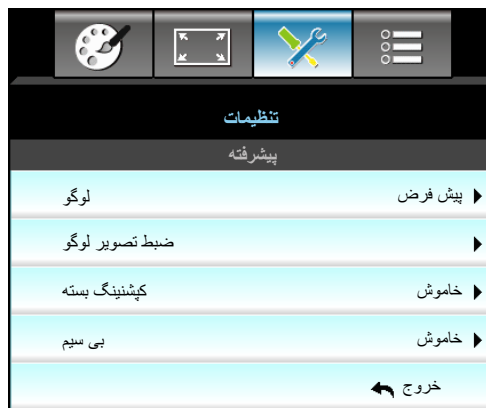 تنظیمات
پیشرفته
پیش فرض لوگو
ضبط تصویر لوگو
خاموش کپشنینگ بسته
خاموش بی سیم
خروج